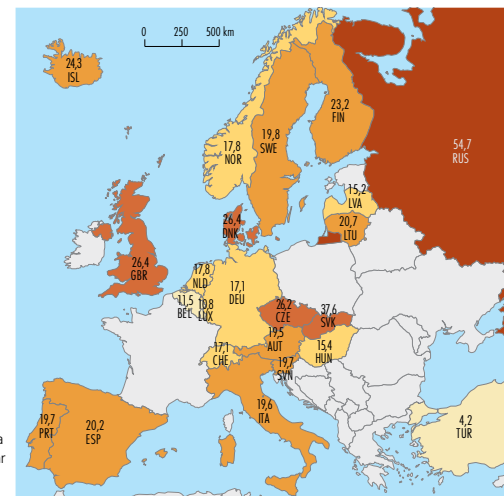 0 250 500 km
24,3
ISL
23,2
FIN
19,8
SWE
17,8
NOR
54,7
RUS
15,2
LVA
20,7
LTU
26,4
DNK
26,4
GBR
17,8
NLD
17,1
DEU
11,5
BEL
10,8
LUX
26,2
CZE
37,6
SVK
19,5
AUT
15,4
HUN
17,1
CHE
19,7
SVN
19,6
ITA
19,7
PRT
20,2
ESP
4,2
TUR
a
ar